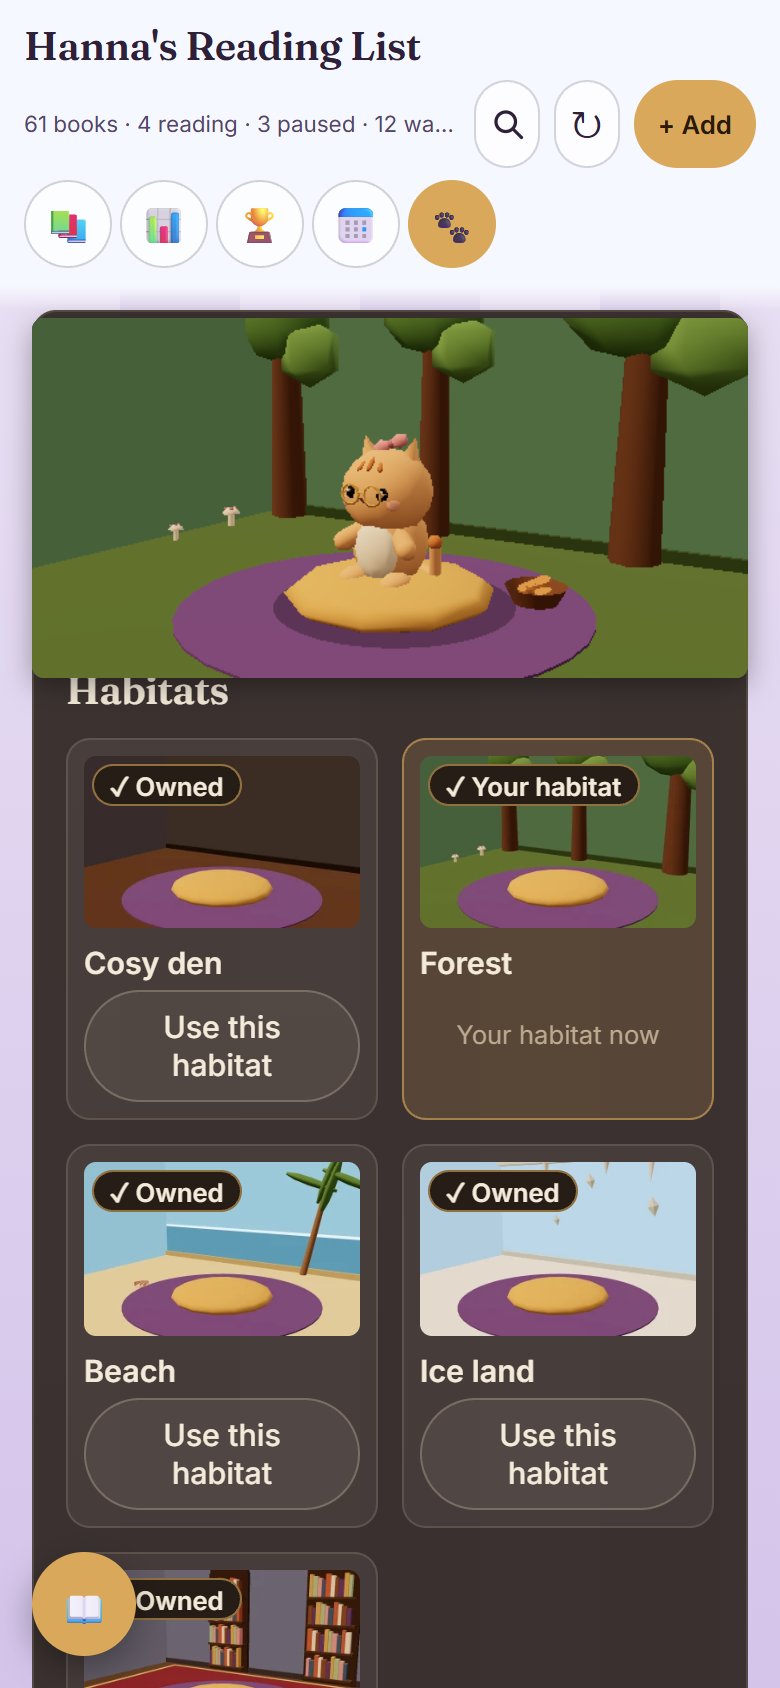 Hanna's Reading List
61 books · 4 reading · 3 paused · 12 wa...
+ Add
Habitats
✓ Owned
✓ Your habitat
Cosy den
Forest
Use this
habitat
Your habitat now
✓ Owned
✓ Owned
Beach
Ice land
Use this
habitat
Use this
habitat
Owned